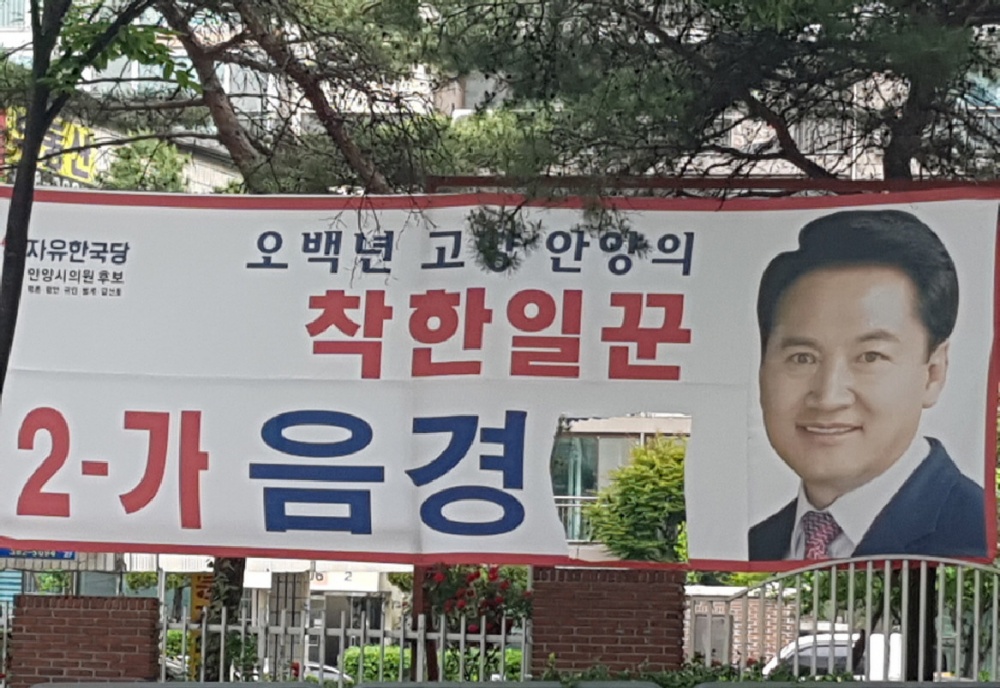 자유한국당
안양시의원 후보
오백년 고향 안양의
착한일꾼
2-가 음경